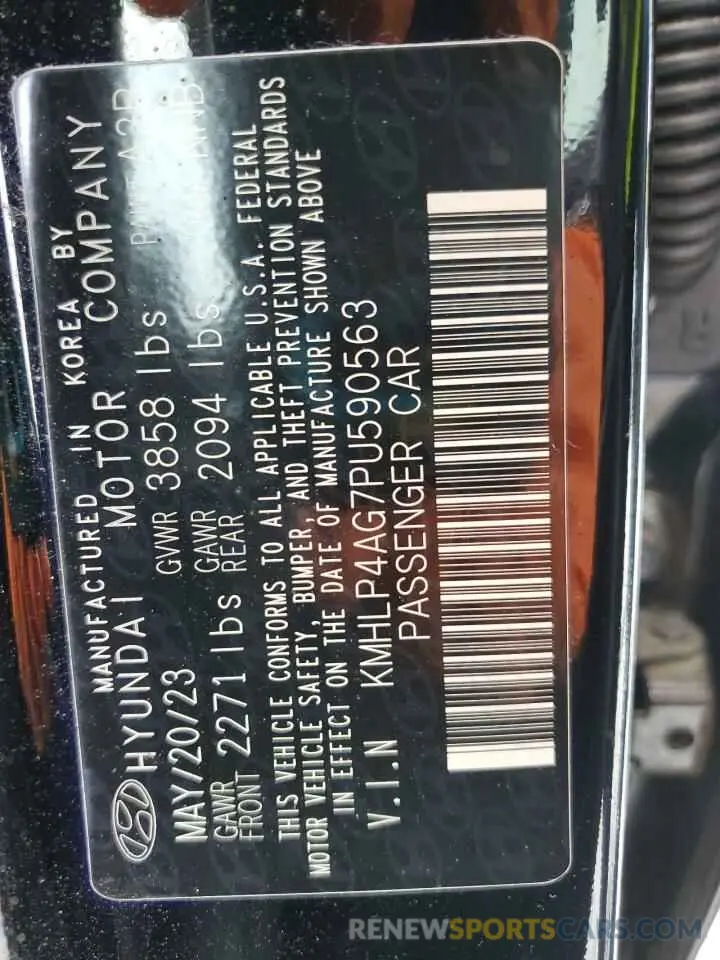 MANUFACTURED IN KOREA BY
HYUNDAI MOTOR COMPANY
MAY/20/23 GVWR 3858 lbs A3B
GAWR FRONT 2271 lbs GAWR REAR 2094 lbs
THIS VEHICLE CONFORMS TO ALL APPLICABLE U.S.A. FEDERAL
MOTOR VEHICLE SAFETY, BUMPER, AND THEFT PREVENTION STANDARDS
IN EFFECT ON THE DATE OF MANUFACTURE SHOWN ABOVE
V.I.N KMHLP4AG7PU590563
PASSENGER CAR
RENEWSPORTSCARS.COM